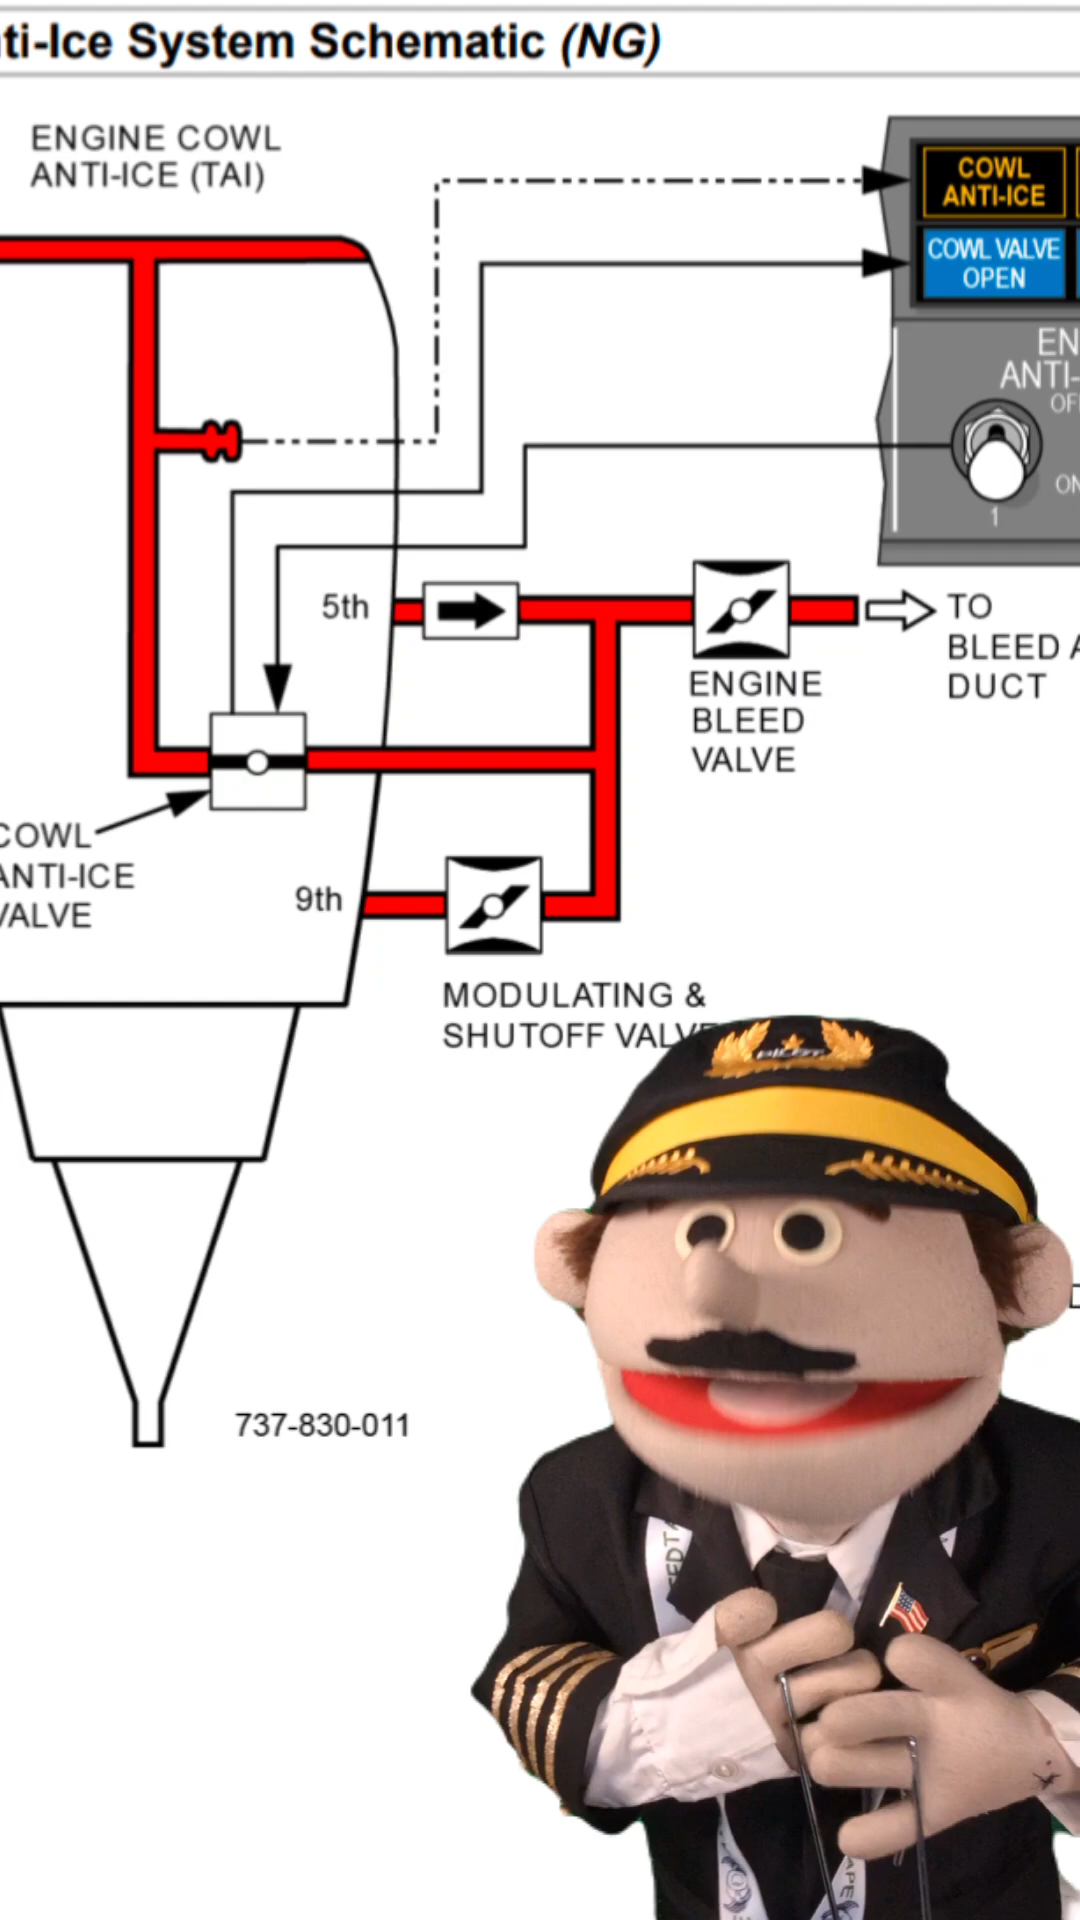 ti-Ice System Schematic (NG)
ENGINE COWL
ANTI-ICE (TAI)
COWL
ANTI-ICE
COWL VALVE
OPEN
EN
ANTI-
OF
ON
1
5th
TO
BLEED A
DUCT
ENGINE
BLEED
VALVE
COWL
ANTI-ICE
VALVE
9th
MODULATING &
SHUTOFF VALVE
PILOT
737-830-011